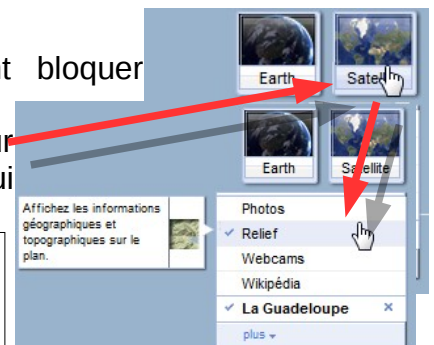 bloquer
Earth
Earth Satellite
Affichez les informations
géographiques et
topographiques sur le
plan.
Photos
Relief
Webcams
Wikipédia
La Guadeloupe
plus